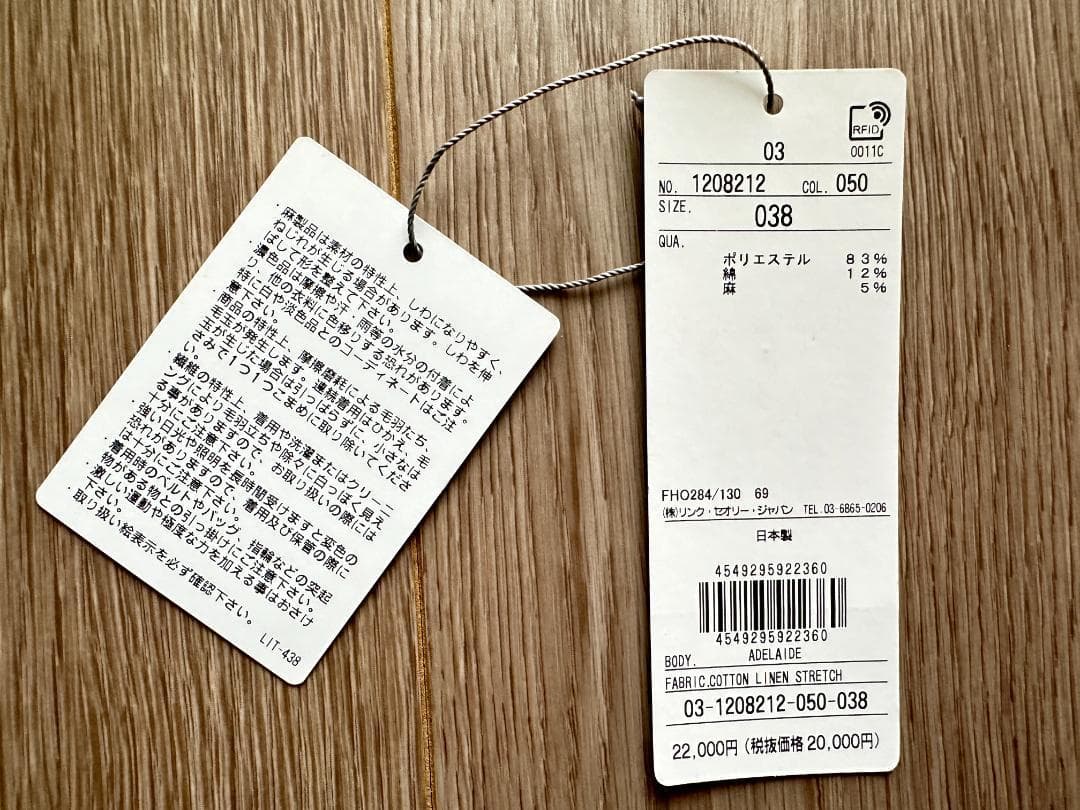 ・麻製品は素材の特性上、しわになりやすく、
ねじれが生じる場合があります。しわを伸
ばして形を整えて下さい。
・濃色品は摩擦や汗・雨等の水分の付着によ
り、他の衣料に色移りする恐れがあります。
特に白や淡色品とのコーディネートはご注
意下さい。
・商品の特性上、摩擦磨耗による毛羽たち、
毛玉が発生します。連続着用はひかえ、毛
玉が生じた場合は引っぱらずに、小さなは
さみで1つ1つこまめに取り除いてくださ
い。
・繊維の特性上、着用や洗濯またはクリーニ
ングにより毛羽立ちや徐々に白っぽく見え
る事がありますので、お取り扱いの際には
十分にご注意下さい。
・強い日光や照明を長時間受けますと変色の
恐れがありますので、着用及び保管の際に
は十分にご注意下さい。
・着用時のベルトやバッグ、指輪などの突起
物がある物との引っ掛けにご注意下さい。
・激しい運動や極度な力を加える事はおさけ
下さい。
・取り扱い絵表示を必ず確認下さい。
LIT-438
RFID
03 0011C
NO. 1208212 COL. 050
SIZE. 038
QUA.
ポリエステル 83%
綿 12%
麻 5%
FHO284/130 69
(株)リンク・セオリー・ジャパン TEL.03-6865-0206
日本製
4549295922360
4549295922360
BODY. ADELAIDE
FABRIC.COTTON LINEN STRETCH
03-1208212-050-038
22,000円(税抜価格20,000円)